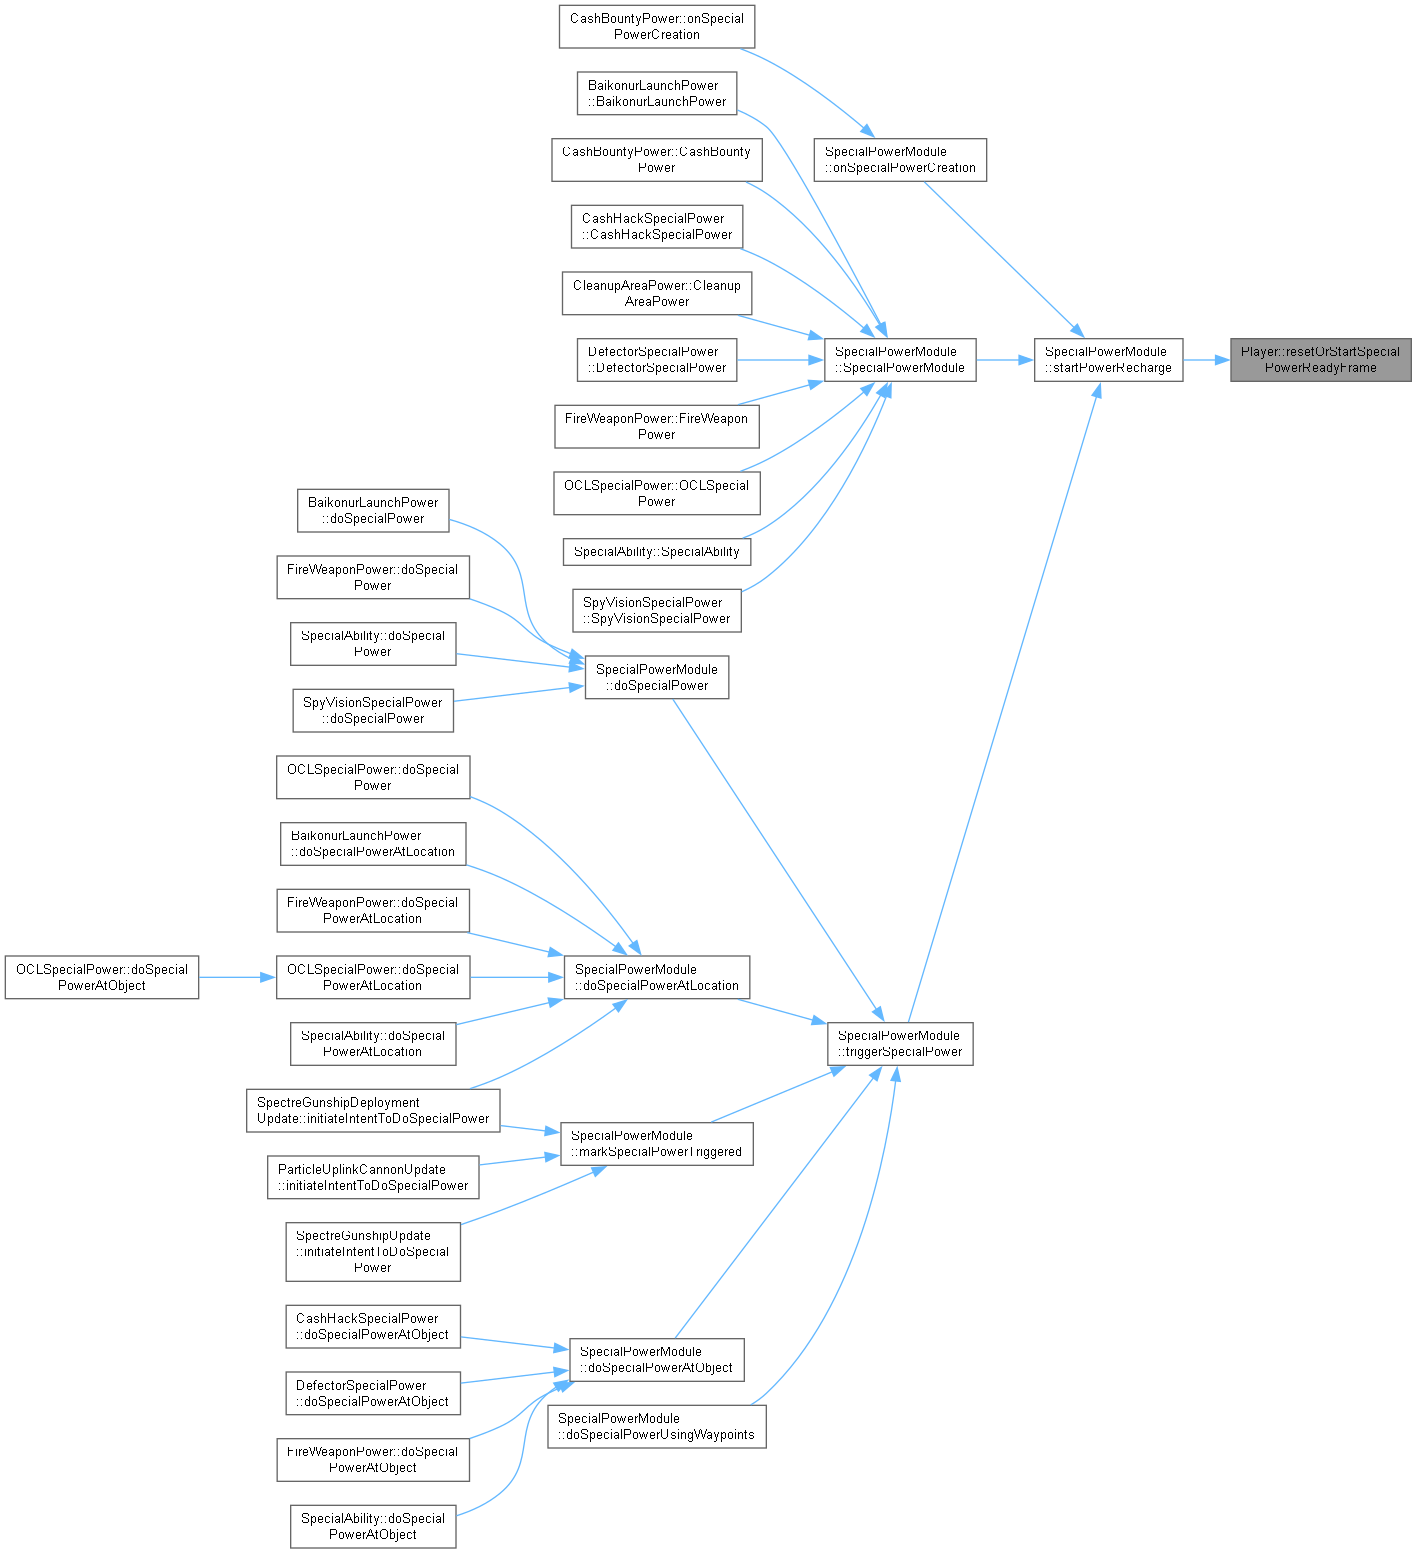 CashBountyPower::onSpecial
PowerCreation
BaikonurLaunchPower
::BaikonurLaunchPower
CashBountyPower::CashBounty
Power
SpecialPowerModule
::onSpecialPowerCreation
CashHackSpecialPower
::CashHackSpecialPower
CleanupAreaPower::Cleanup
AreaPower
DefectorSpecialPower
::DefectorSpecialPower
SpecialPowerModule
::SpecialPowerModule
SpecialPowerModule
::startPowerRecharge
Player::resetOrStartSpecial
PowerReadyFrame
FireWeaponPower::FireWeapon
Power
OCLSpecialPower::OCLSpecial
Power
SpecialAbility::SpecialAbility
SpyVisionSpecialPower
::SpyVisionSpecialPower
BaikonurLaunchPower
::doSpecialPower
FireWeaponPower::doSpecial
Power
SpecialAbility::doSpecial
Power
SpyVisionSpecialPower
::doSpecialPower
SpecialPowerModule
::doSpecialPower
OCLSpecialPower::doSpecial
Power
BaikonurLaunchPower
::doSpecialPowerAtLocation
FireWeaponPower::doSpecial
PowerAtLocation
OCLSpecialPower::doSpecial
PowerAtObject
OCLSpecialPower::doSpecial
PowerAtLocation
SpecialPowerModule
::doSpecialPowerAtLocation
SpecialAbility::doSpecial
PowerAtLocation
SpecialPowerModule
::triggerSpecialPower
SpectreGunshipDeployment
Update::initiateIntentToDoSpecialPower
SpecialPowerModule
::markSpecialPowerTriggered
ParticleUplinkCannonUpdate
::initiateIntentToDoSpecialPower
SpectreGunshipUpdate
::initiateIntentToDoSpecial
Power
CashHackSpecialPower
::doSpecialPowerAtObject
SpecialPowerModule
::doSpecialPowerAtObject
DefectorSpecialPower
::doSpecialPowerAtObject
SpecialPowerModule
::doSpecialPowerUsingWaypoints
FireWeaponPower::doSpecial
PowerAtObject
SpecialAbility::doSpecial
PowerAtObject